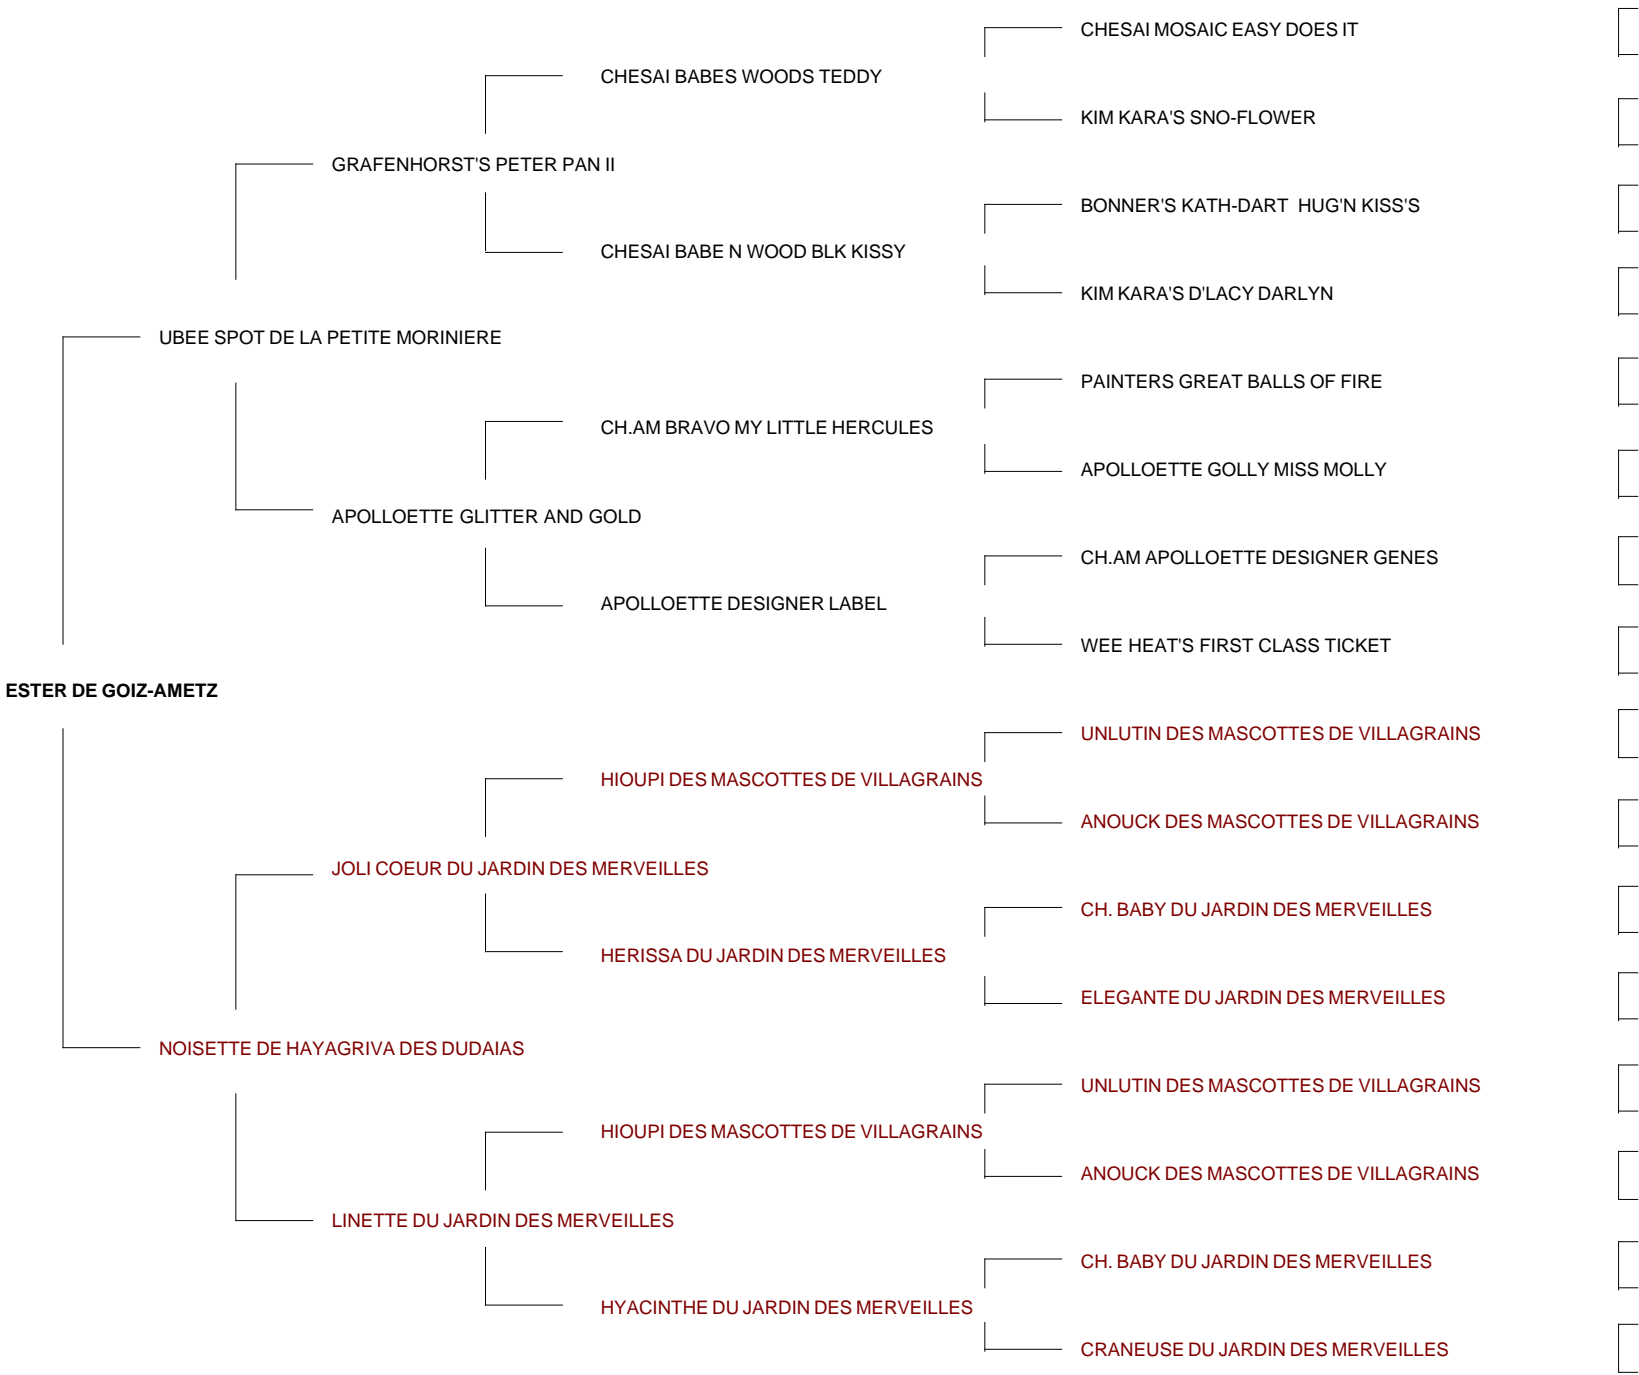 CHESAI MOSAIC EASY DOES IT
CHESAI BABES WOODS TEDDY
KIM KARA'S SNO-FLOWER
GRAFENHORST'S PETER PAN II
BONNER'S KATH-DART HUG'N KISS'S
CHESAI BABE N WOOD BLK KISSY
KIM KARA'S D'LACY DARLYN
UBEE SPOT DE LA PETITE MORINIERE
PAINTERS GREAT BALLS OF FIRE
CH.AM BRAVO MY LITTLE HERCULES
APOLLOETTE GOLLY MISS MOLLY
APOLLOETTE GLITTER AND GOLD
CH.AM APOLLOETTE DESIGNER GENES
APOLLOETTE DESIGNER LABEL
WEE HEAT'S FIRST CLASS TICKET
ESTER DE GOIZ-AMETZ
UNLUTIN DES MASCOTTES DE VILLAGRAINS
HIOUPI DES MASCOTTES DE VILLAGRAINS
ANOUCK DES MASCOTTES DE VILLAGRAINS
JOLI COEUR DU JARDIN DES MERVEILLES
CH. BABY DU JARDIN DES MERVEILLES
HERISSA DU JARDIN DES MERVEILLES
ELEGANTE DU JARDIN DES MERVEILLES
NOISETTE DE HAYAGRIVA DES DUDAIAS
UNLUTIN DES MASCOTTES DE VILLAGRAINS
HIOUPI DES MASCOTTES DE VILLAGRAINS
ANOUCK DES MASCOTTES DE VILLAGRAINS
LINETTE DU JARDIN DES MERVEILLES
CH. BABY DU JARDIN DES MERVEILLES
HYACINTHE DU JARDIN DES MERVEILLES
CRANEUSE DU JARDIN DES MERVEILLES